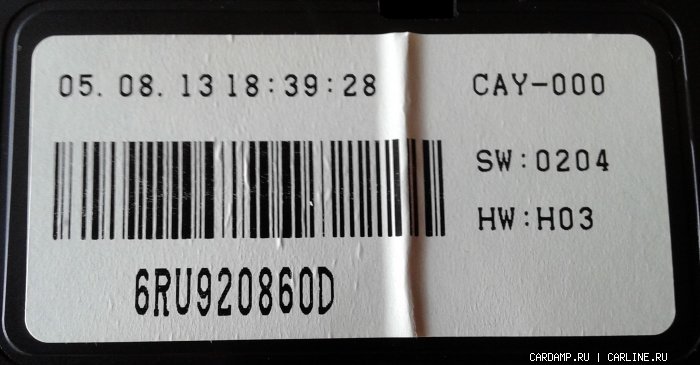 05. 08. 13 18:39:28
CAY-000
SW:0204
HW:H03
6RU920860D
CARDAMP.RU | CARLINE.RU